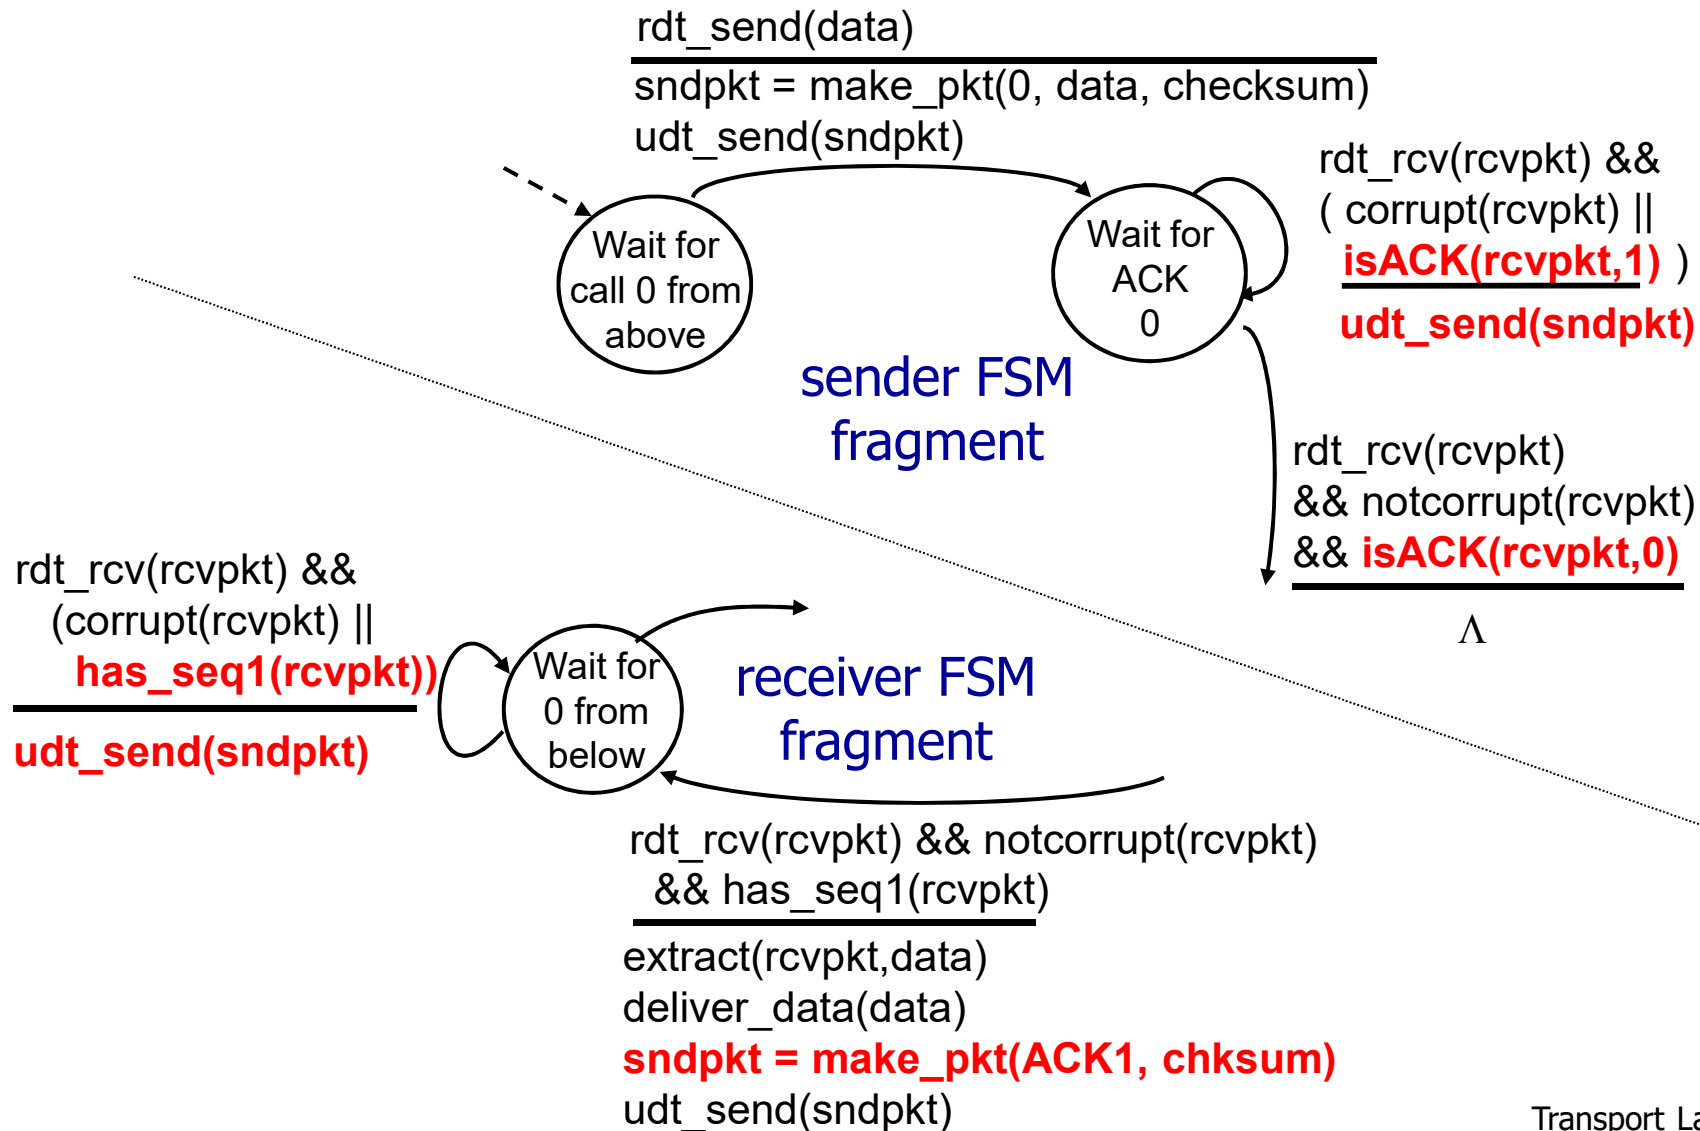 rdt_send(data)
sndpkt = make_pkt(0, data, checksum)
udt_send(sndpkt)
rdt_rcv(rcvpkt) &&
( corrupt(rcvpkt) ||
isACK(rcvpkt,1) )
udt_send(sndpkt)
Wait for
call 0 from
above
Wait for
ACK
0
sender FSM
fragment
rdt_rcv(rcvpkt)
&& notcorrupt(rcvpkt)
&& isACK(rcvpkt,0)
Λ
rdt_rcv(rcvpkt) &&
(corrupt(rcvpkt) ||
has_seq1(rcvpkt))
udt_send(sndpkt)
Wait for
0 from
below
receiver FSM
fragment
rdt_rcv(rcvpkt) && notcorrupt(rcvpkt)
&& has_seq1(rcvpkt)
extract(rcvpkt,data)
deliver_data(data)
sndpkt = make_pkt(ACK1, chksum)
udt_send(sndpkt)
Transport La